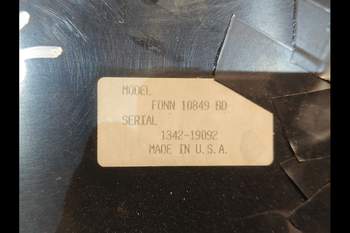 MODEL
FONN 10849 BD
SERIAL
1342-19092
MADE IN U.S.A.